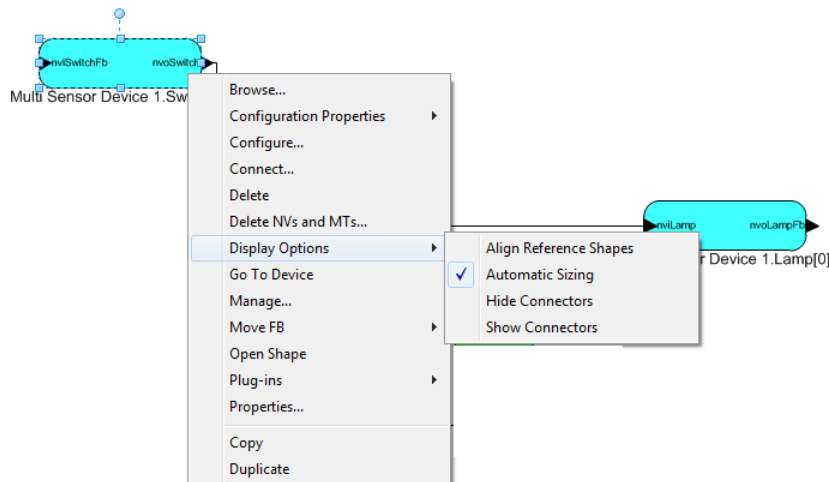 nviSwitchFb nvoSwitch
Multi Sensor Device 1.Sw
Browse...
Configuration Properties
Configure...
Connect...
Delete
Delete NVs and MTs...
Display Options
Go To Device
Manage...
Move FB
Open Shape
Plug-ins
Properties...
Copy
Duplicate
nviLamp nvoLampFb
r Device 1.Lamp[0]
Align Reference Shapes
Automatic Sizing
Hide Connectors
Show Connectors